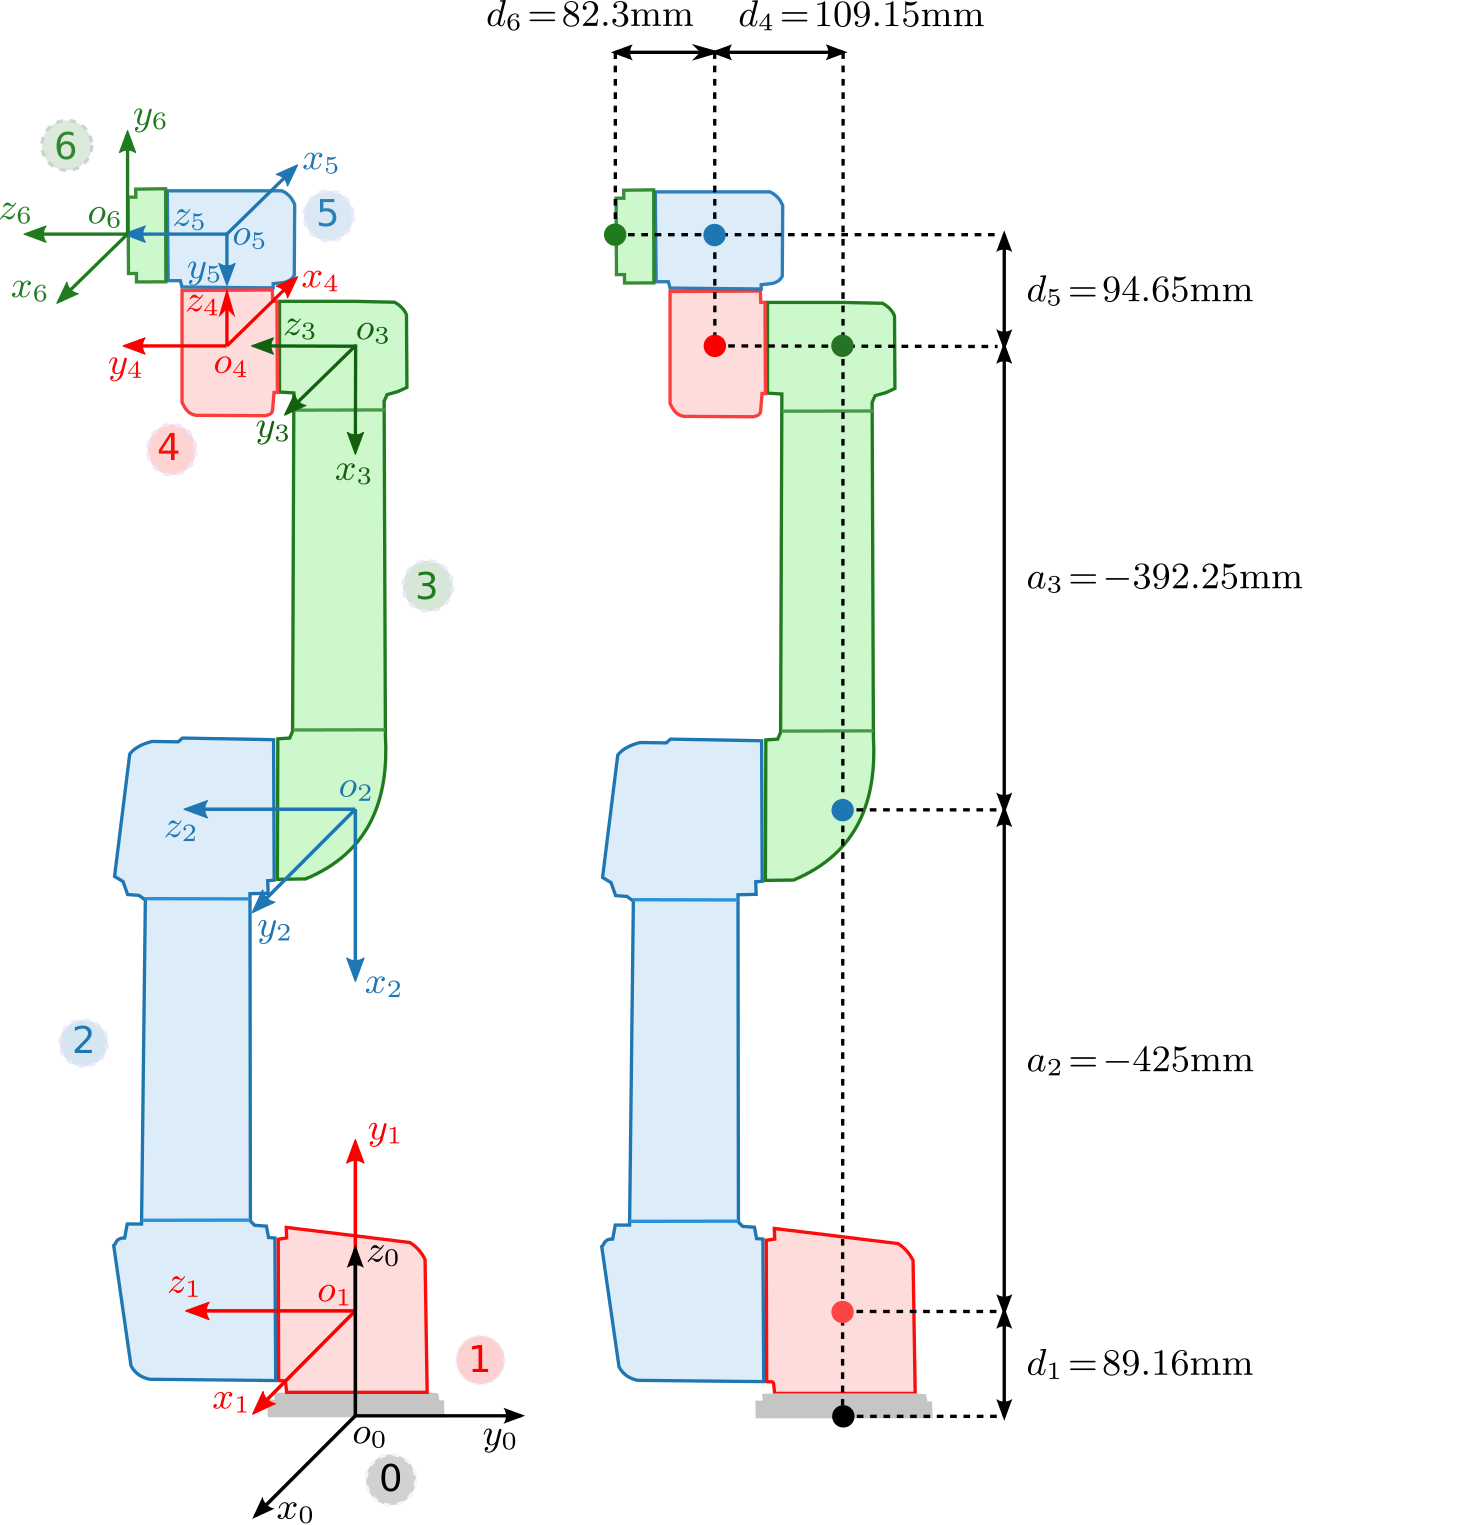 d₆ = 82.3mm
d₄ = 109.15mm
y₆
6
x₅
z₆
o₆
z₅
5
o₅
y₅
x₄
x₆
z₄
d₅ = 94.65mm
z₃
o₃
y₄
o₄
y₃
4
x₃
3
a₃ = −392.25mm
o₂
z₂
y₂
x₂
2
a₂ = −425mm
y₁
z₀
z₁
o₁
1
d₁ = 89.16mm
x₁
o₀
y₀
0
x₀